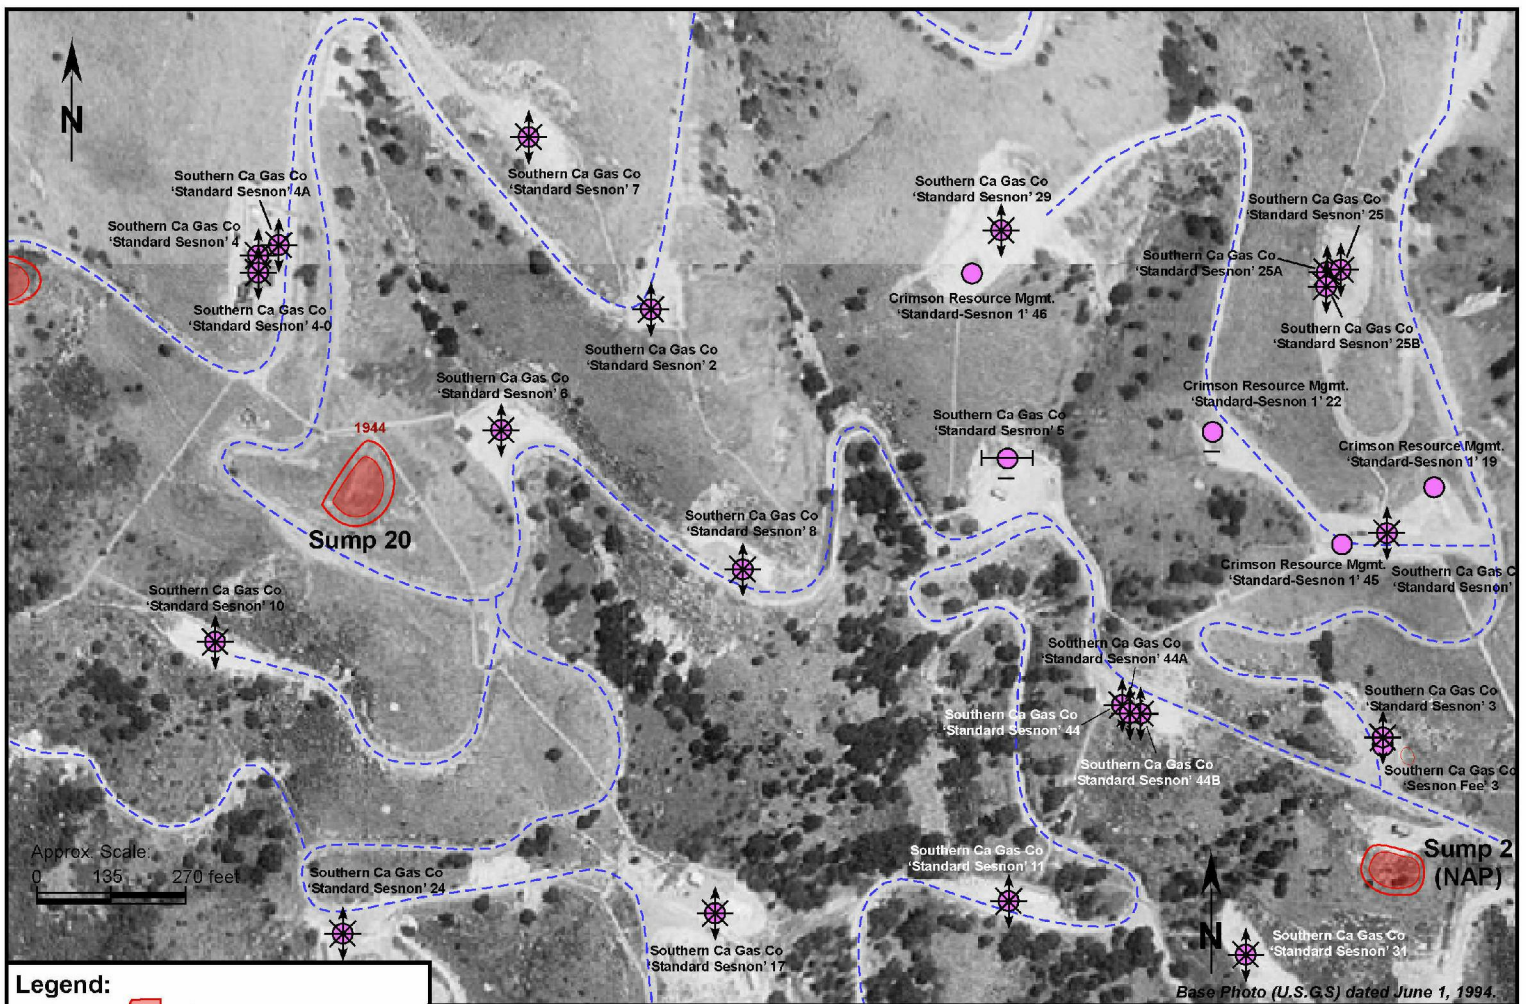 N
Southern Ca Gas Co
'Standard Sesnon' 4A
Southern Ca Gas Co
'Standard Sesnon' 7
Southern Ca Gas Co
'Standard Sesnon' 29
Southern Ca Gas Co
'Standard Sesnon' 25
Southern Ca Gas Co
'Standard Sesnon' 4
Southern Ca Gas Co
'Standard Sesnon' 25A
Crimson Resource Mgmt.
'Standard-Sesnon 1' 46
Southern Ca Gas Co
'Standard Sesnon' 4-0
Southern Ca Gas Co
'Standard Sesnon' 25B
Southern Ca Gas Co
'Standard Sesnon' 2
Southern Ca Gas Co
'Standard Sesnon' 6
Crimson Resource Mgmt.
'Standard-Sesnon 1' 22
Southern Ca Gas Co
'Standard Sesnon' 5
1944
Crimson Resource Mgmt.
'Standard-Sesnon 1' 19
Sump 20
Southern Ca Gas Co
'Standard Sesnon' 8
Crimson Resource Mgmt.
'Standard-Sesnon 1' 45
Southern Ca Gas C
'Standard Sesnon'
Southern Ca Gas Co
'Standard Sesnon' 10
Southern Ca Gas Co
'Standard Sesnon' 44A
Southern Ca Gas Co
'Standard Sesnon' 3
Southern Ca Gas Co
'Standard Sesnon' 44
Southern Ca Gas Co
'Standard Sesnon' 44B
Southern Ca Gas Co
'Sesnon Fee' 3
Approx. Scale:
0 135 270 feet
Southern Ca Gas Co
'Standard Sesnon' 24
Southern Ca Gas Co
'Standard Sesnon' 11
Sump 2
(NAP)
Southern Ca Gas Co
'Standard Sesnon' 17
N
Southern Ca Gas Co
'Standard Sesnon' 31
Legend:
Base Photo (U.S.G.S) dated June 1, 1994.